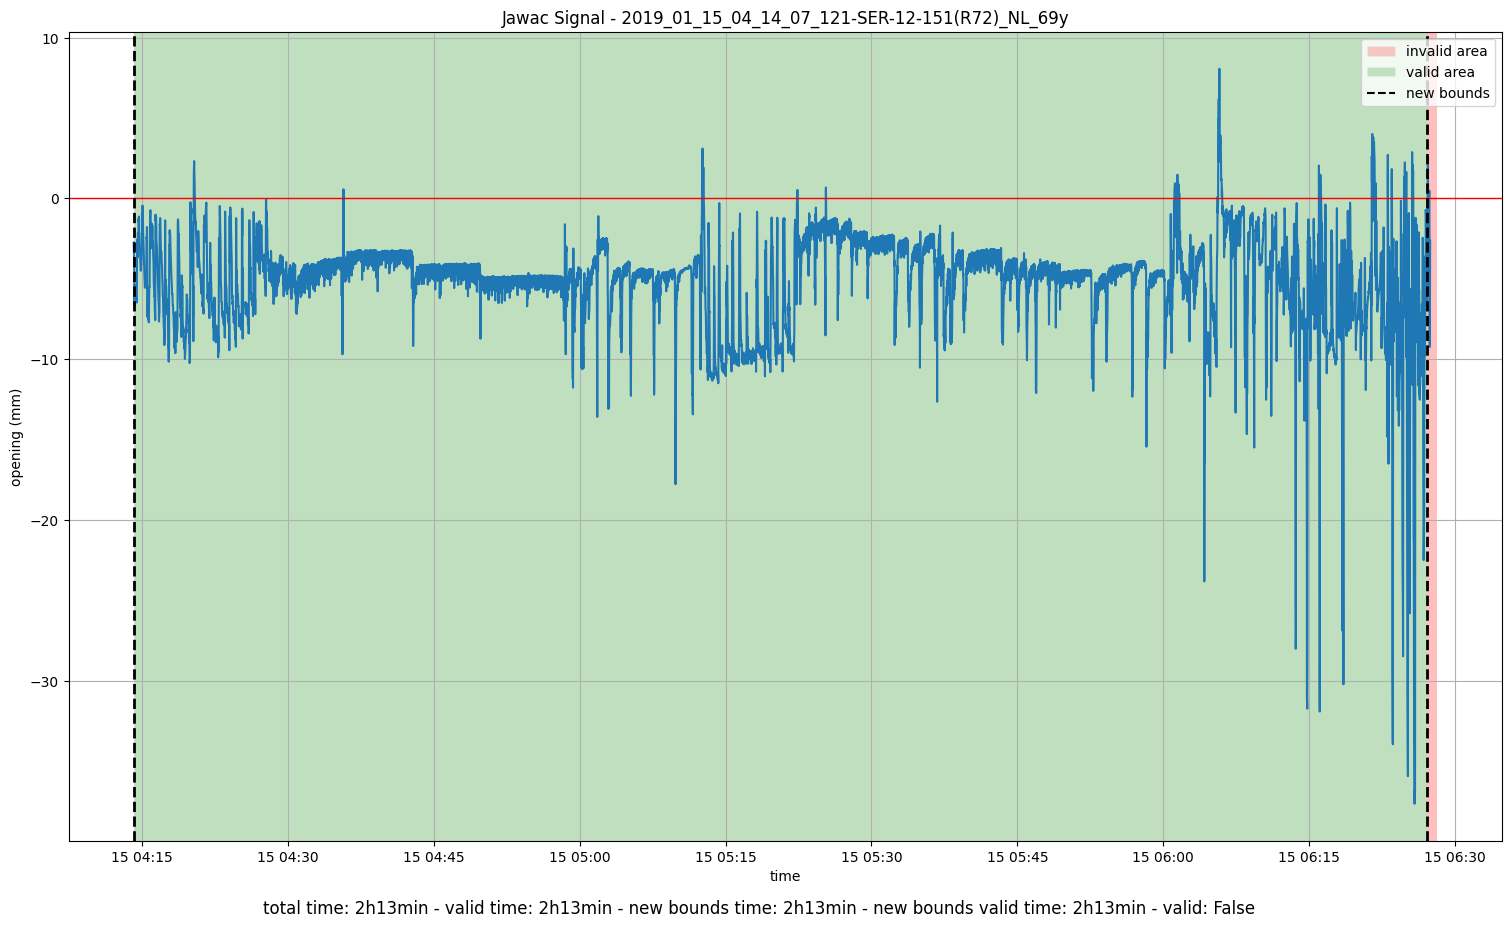 Jawac Signal - 2019_01_15_04_14_07_121-SER-12-151(R72)_NL_69y
10
0
−10
−20
−30
opening (mm)
invalid area
valid area
new bounds
15 04:15
15 04:30
15 04:45
15 05:00
15 05:15
15 05:30
15 05:45
15 06:00
15 06:15
15 06:30
time
total time: 2h13min - valid time: 2h13min - new bounds time: 2h13min - new bounds valid time: 2h13min - valid: False